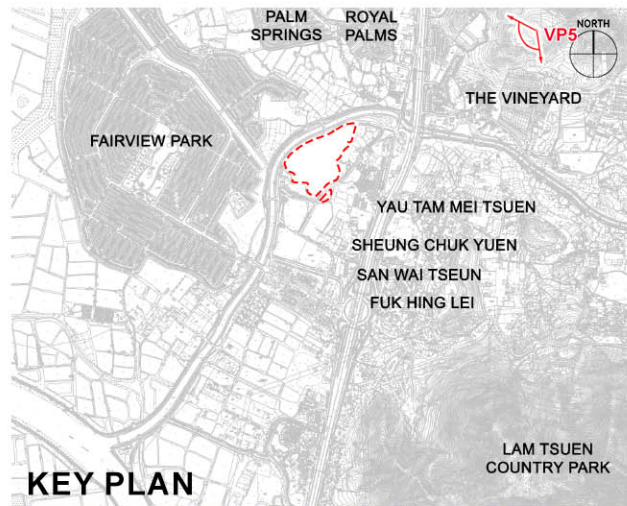 PALM
SPRINGS
ROYAL
PALMS
NORTH
VP5
THE VINEYARD
FAIRVIEW PARK
YAU TAM MEI TSUEN
SHEUNG CHUK YUEN
SAN WAI TSEUN
FUK HING LEI
LAM TSUEN
COUNTRY PARK
KEY PLAN